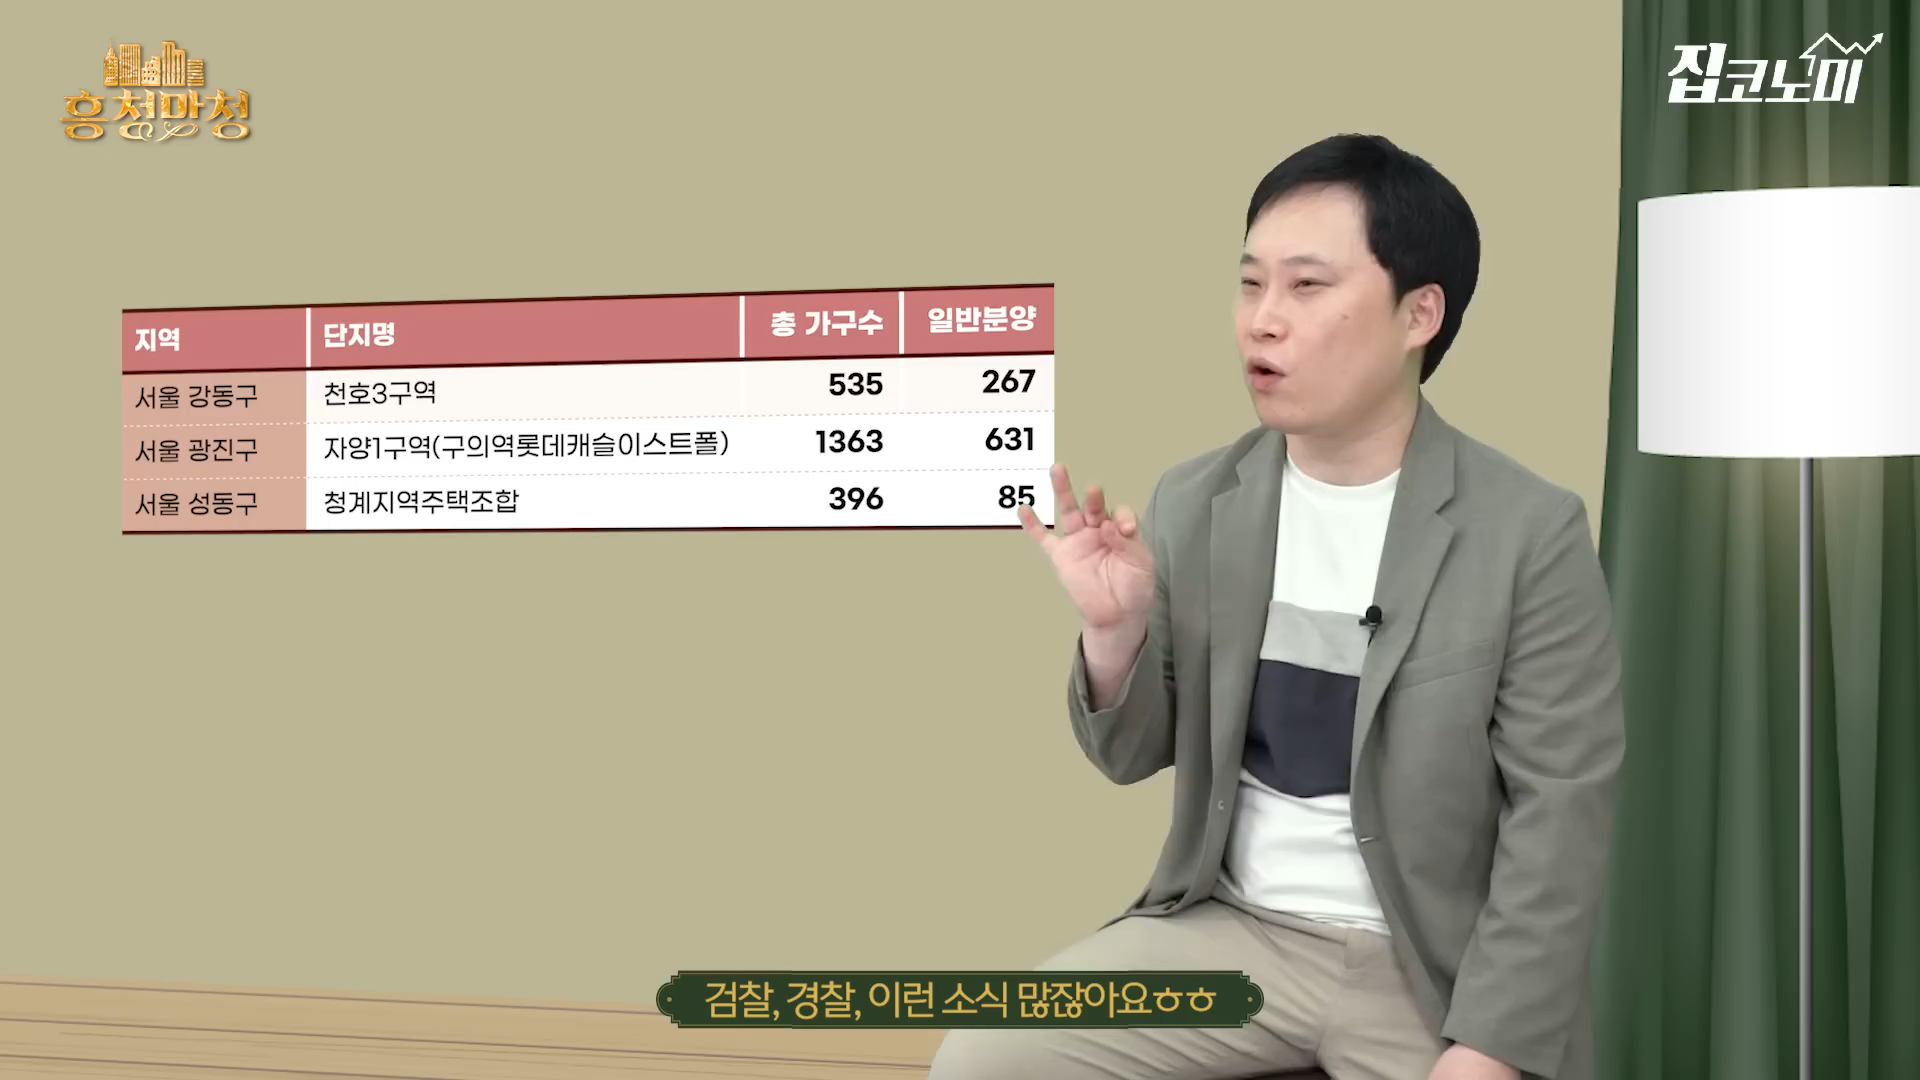 흥청망청
집코노미
지역 단지명 총 가구수 일반분양
서울 강동구 천호3구역 535 267
서울 광진구 자양1구역(구의역롯데캐슬이스트폴) 1363 631
서울 성동구 청계지역주택조합 396 85
검찰, 경찰, 이런 소식 많잖아요ㅎㅎ